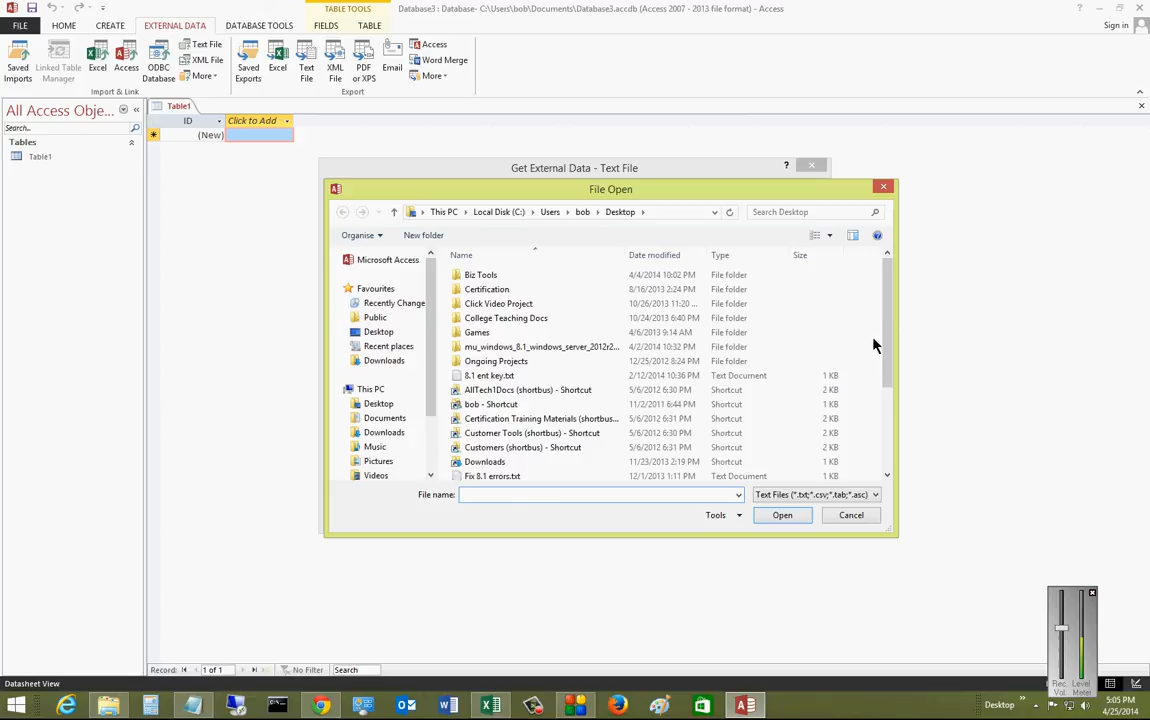 TABLE TOOLS
Database3 : Database- C:\Users\bob\Documents\Database3.accdb (Access 2007 - 2013 file format) - Access
FILE HOME CREATE EXTERNAL DATA DATABASE TOOLS FIELDS TABLE Sign in
Saved Imports
Linked Table Manager
Excel
Access
ODBC Database
Text File
XML File
More
Import & Link
Saved Exports
Excel
Text File
XML File
PDF or XPS
Email
Access
Word Merge
More
Export
All Access Obje...
Search...
Tables
Table1
Table1
ID Click to Add
(New)
Get External Data - Text File
File Open
This PC Local Disk (C:) Users bob Desktop
Search Desktop
Organise New folder
Microsoft Access
Favourites
Recently Change
Public
Desktop
Recent places
Downloads
This PC
Desktop
Documents
Downloads
Music
Pictures
Videos
Name Date modified Type Size
Biz Tools 4/4/2014 10:02 PM File folder
Certification 8/16/2013 2:24 PM File folder
Click Video Project 10/26/2013 11:20 ... File folder
College Teaching Docs 10/24/2013 6:40 PM File folder
Games 4/6/2013 9:14 AM File folder
mu_windows_8.1_windows_server_2012r2... 4/2/2014 10:32 PM File folder
Ongoing Projects 12/25/2012 8:24 PM File folder
8.1 ent key.txt 2/12/2014 10:36 PM Text Document 1 KB
AllTech1Docs (shortbus) - Shortcut 5/6/2012 6:30 PM Shortcut 2 KB
bob - Shortcut 11/2/2011 6:44 PM Shortcut 1 KB
Certification Training Materials (shortbus... 5/6/2012 6:31 PM Shortcut 2 KB
Customer Tools (shortbus) - Shortcut 5/6/2012 6:30 PM Shortcut 2 KB
Customers (shortbus) - Shortcut 5/6/2012 6:31 PM Shortcut 2 KB
Downloads 11/23/2013 2:19 PM Shortcut 1 KB
Fix 8.1 errors.txt 12/1/2013 1:11 PM Text Document 1 KB
File name: Text Files (*.txt;*.csv;*.tab;*.asc)
Tools Open Cancel
Rec. Vol
Level Meter
Record: 1 of 1 No Filter Search
Datasheet View
Desktop
5:05 PM
4/25/2014